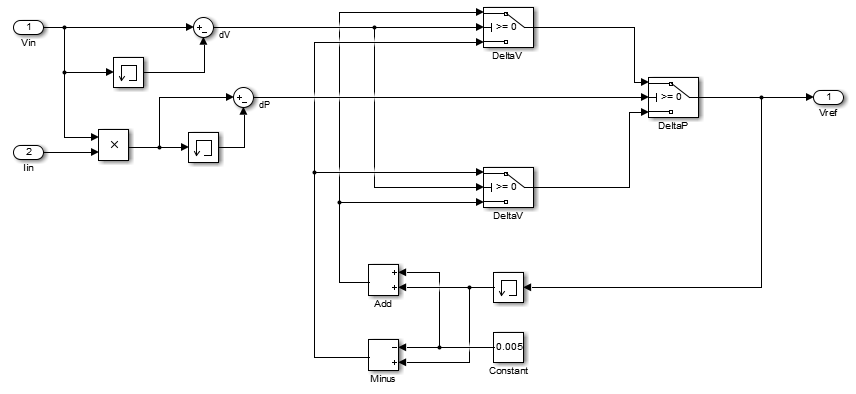 1
Vin
2
Iin
+
−
dV
×
+
−
dP
>= 0
DeltaV
>= 0
DeltaP
1
Vref
>= 0
DeltaV
+
+
Add
−
+
Minus
0.005
Constant